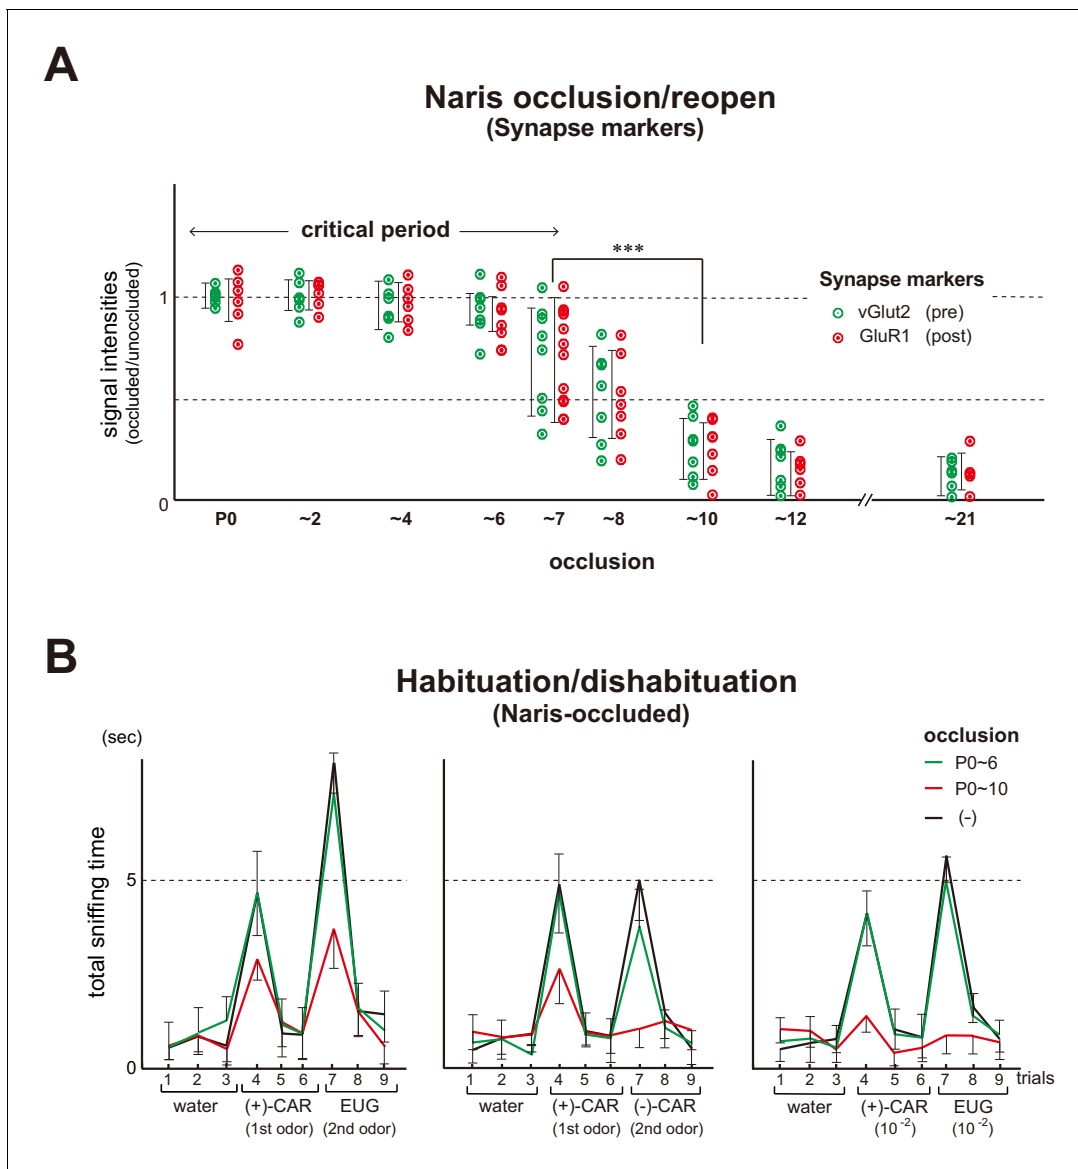 A
Naris occlusion/reopen
(Synapse markers)
critical period
***
Synapse markers
vGlut2 (pre)
GluR1 (post)
signal intensities
(occluded/unoccluded)
1
0
P0 ~2 ~4 ~6 ~7 ~8 ~10 ~12 ~21
occlusion
B
Habituation/dishabituation
(Naris-occluded)
(sec)
occlusion
P0~6
P0~10
(-)
total sniffing time
5
0
1 2 3 4 5 6 7 8 9
water (+)-CAR EUG
(1st odor) (2nd odor)
1 2 3 4 5 6 7 8 9
water (+)-CAR (-)-CAR
(1st odor) (2nd odor)
1 2 3 4 5 6 7 8 9 trials
water (+)-CAR EUG
(10⁻²) (10⁻²)